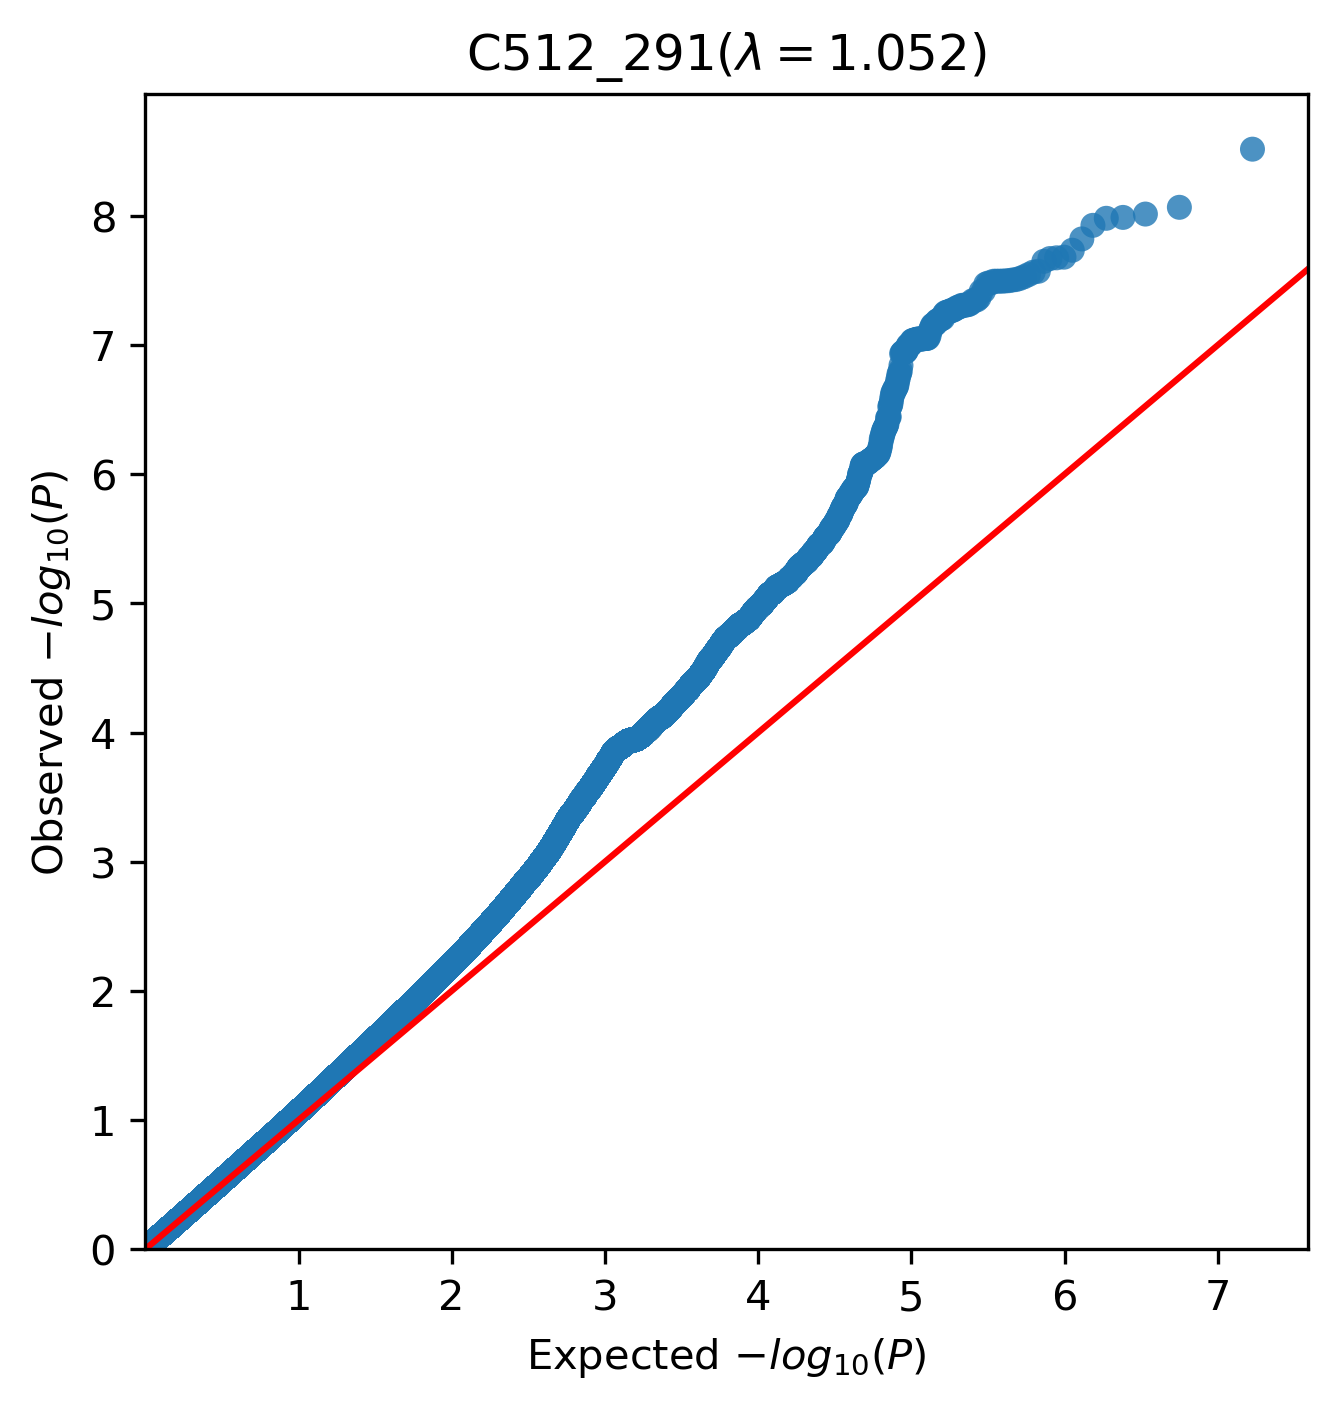 C512_291(λ = 1.052)
Observed −log₁₀(P)
8
7
6
5
4
3
2
1
0
1 2 3 4 5 6 7
Expected −log₁₀(P)